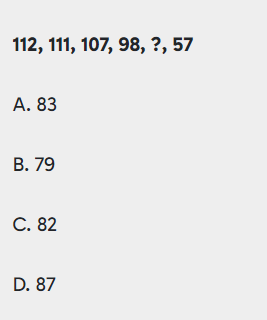 112, 111, 107, 98, ?, 57
A. 83
B. 79
C. 82
D. 87